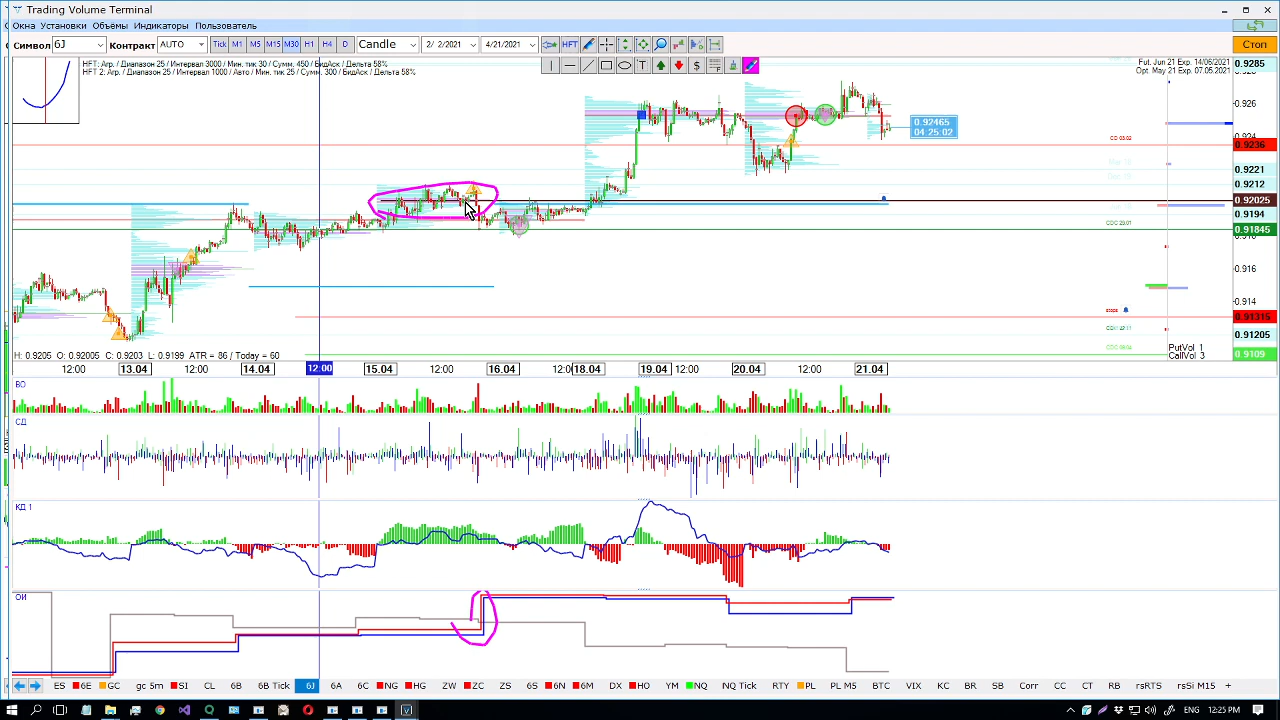 Trading Volume Terminal
Окна Установки Объёмы Индикаторы Пользователь
Символ 6J Контракт AUTO Tick M1 M5 M15 M30 H1 H4 D Candle 2/ 2/2021 4/21/2021 HFT Стоп
T $ F
HFT: Агр. / Диапазон 25 / Интервал 3000 / Мин. тик 30 / Сумм. 450 / БидАск / Дельта 58%
HFT 2: Агр. / Диапазон 25 / Интервал 1000 / Авто / Мин. тик 25 / Сумм. 300 / БидАск / Дельта 58%
Fut. Jun 21 Exp. 14/06/2021
Opt. May 21 Exp. 07.05/2021
0.9285
0.926
0.92465
04:25:02
0.924
0.9236
0.9221
0.9212
0.92025
0.9194
0.91845
0.916
0.914
0.91315
0.91205
PutVol. 1
CallVol. 3
0.9109
H: 0.9205 O: 0.92005 C: 0.9203 L: 0.9199 ATR = 86 / Today = 60
12:00 13.04 12:00 14.04 12:00 15.04 12:00 16.04 12:0 18.04 19.04 12:00 20.04 12:00 21.04
ВО
СД
КД 1
ОИ
ES 6E GC gc 5m SI CL 6B 6B Tick 6J 6A 6C NG HG ZW ZC ZS 6S 6N 6M DX HO YM NQ NQ Tick RTY PL PL M5 BTC VIX KC BR SB Corr CC CT RB rsRTS rsSi M15 +
ENG 12:25 PM